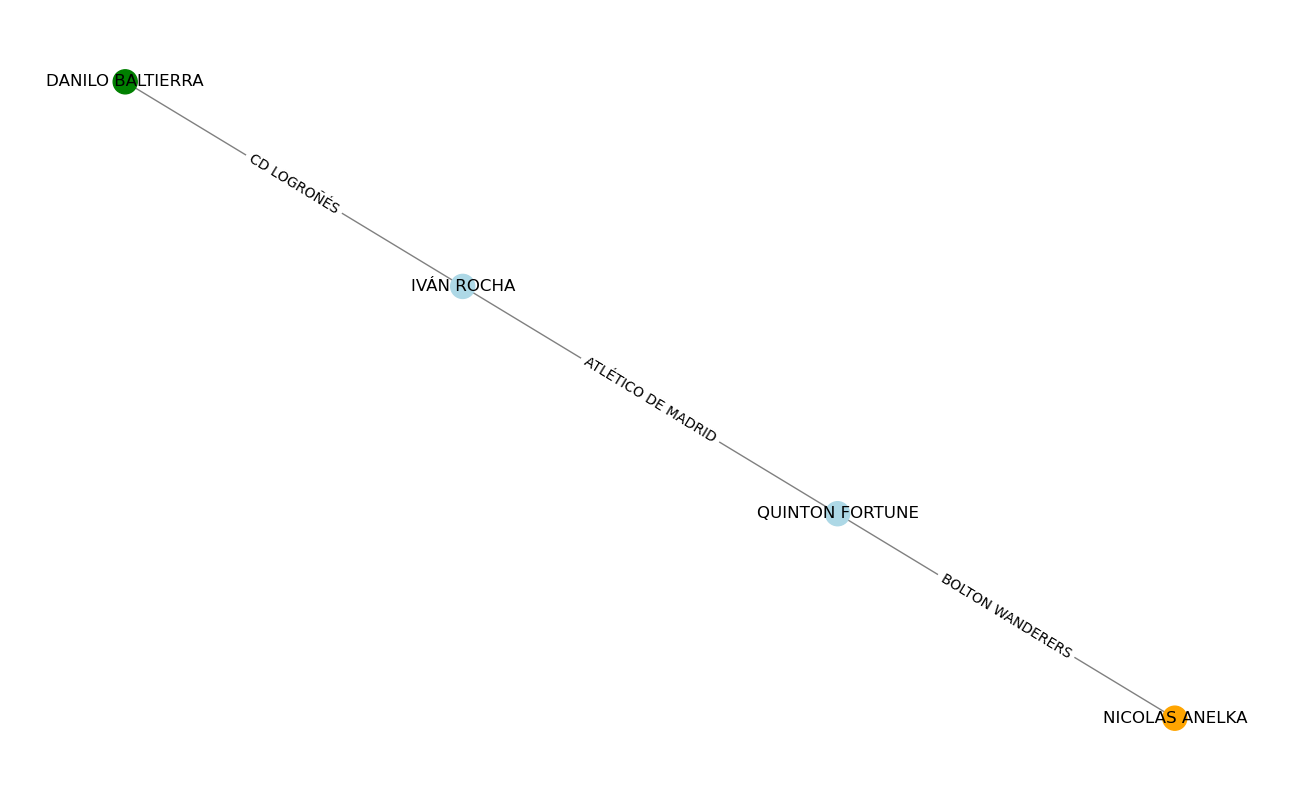 DANILO BALTIERRA
CD LOGROÑÉS
IVÁN ROCHA
ATLÉTICO DE MADRID
QUINTON FORTUNE
BOLTON WANDERERS
NICOLAS ANELKA